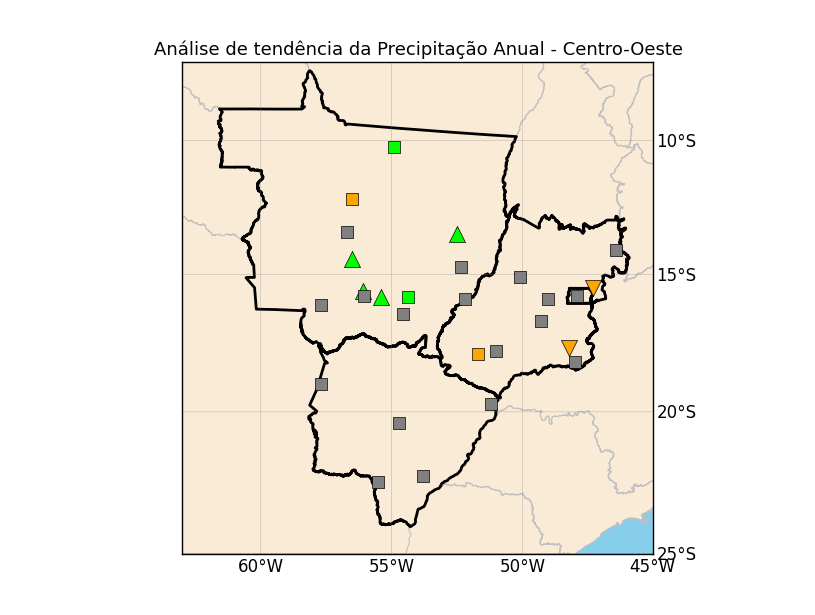 Análise de tendência da Precipitação Anual - Centro-Oeste
10°S
15°S
20°S
25°S
60°W
55°W
50°W
45°W